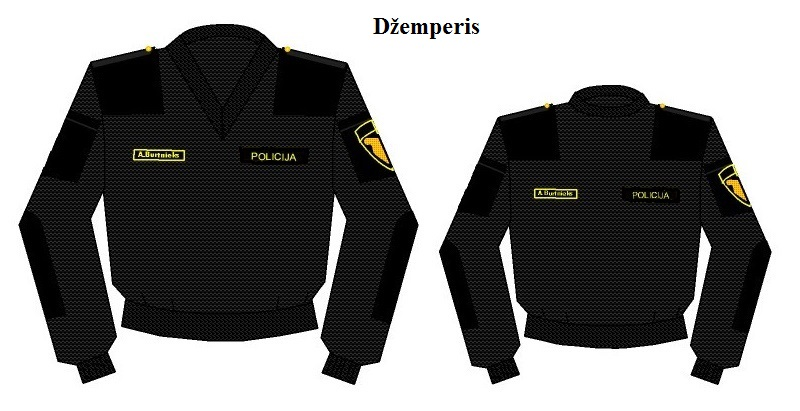 Džemperis
A.Burtnieks
POLICIJA
A.Burtnieks
POLICIJA